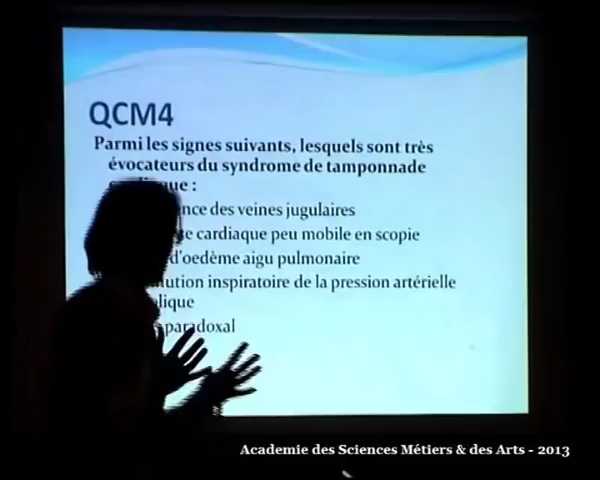 QCM4
Parmi les signes suivants, lesquels sont très
évocateurs du syndrome de tamponnade
:
des veines jugulaires
cardiaque peu mobile en scopie
d'oedème aigu pulmonaire
inspiratoire de la pression artérielle
paradoxal
Academie des Sciences Métiers & des Arts - 2013